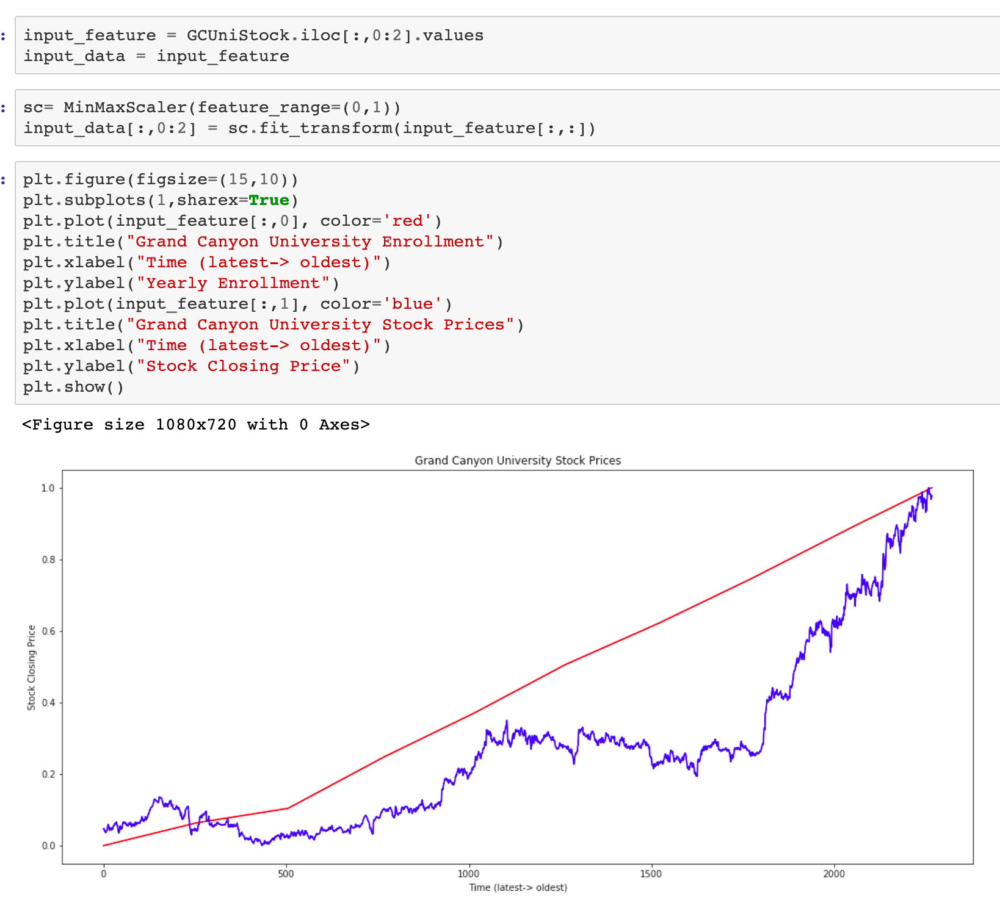 :
input_feature = GCUniStock.iloc[:,0:2].values
input_data = input_feature
:
sc= MinMaxScaler(feature_range=(0,1))
input_data[:,0:2] = sc.fit_transform(input_feature[:,:])
:
plt.figure(figsize=(15,10))
plt.subplots(1,sharex=True)
plt.plot(input_feature[:,0], color='red')
plt.title("Grand Canyon University Enrollment")
plt.xlabel("Time (latest-> oldest)")
plt.ylabel("Yearly Enrollment")
plt.plot(input_feature[:,1], color='blue')
plt.title("Grand Canyon University Stock Prices")
plt.xlabel("Time (latest-> oldest)")
plt.ylabel("Stock Closing Price")
plt.show()
<Figure size 1080x720 with 0 Axes>
Grand Canyon University Stock Prices
1.0
0.8
0.6
0.4
0.2
0.0
Stock Closing Price
0 500 1000 1500 2000
Time (latest-> oldest)